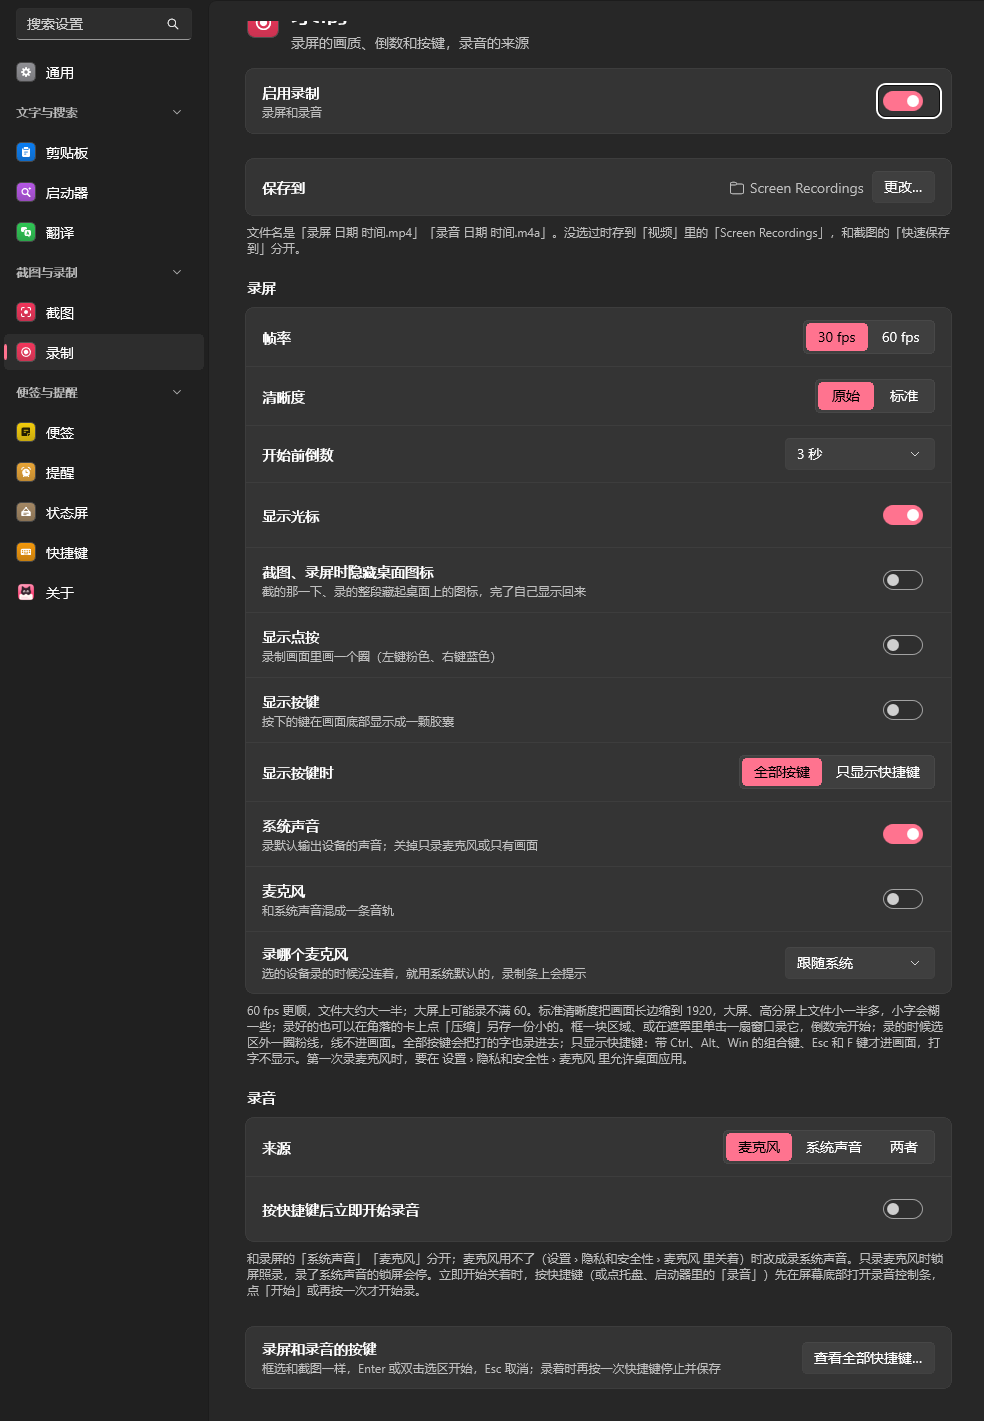 搜索设置
通用
文字与搜索
剪贴板
启动器
翻译
截图与录制
截图
录制
便签与提醒
便签
提醒
状态屏
快捷键
关于
录屏的画质、倒数和按键，录音的来源
启用录制
录屏和录音
保存到
Screen Recordings
更改...
文件名是「录屏 日期 时间.mp4」「录音 日期 时间.m4a」。没选过时存到「视频」里的「Screen Recordings」，和截图的「快速保存
到」分开。
录屏
帧率
30 fps
60 fps
清晰度
原始
标准
开始前倒数
3 秒
显示光标
截图、录屏时隐藏桌面图标
截的那一下、录的整段藏起桌面上的图标，完了自己显示回来
显示点按
录制画面里画一个圈（左键粉色、右键蓝色）
显示按键
按下的键在画面底部显示成一颗胶囊
显示按键时
全部按键
只显示快捷键
系统声音
录默认输出设备的声音；关掉只录麦克风或只有画面
麦克风
和系统声音混成一条音轨
录哪个麦克风
选的设备录的时候没连着，就用系统默认的，录制条上会提示
跟随系统
60 fps 更顺，文件大约大一半；大屏上可能录不满 60。标准清晰度把画面长边缩到 1920，大屏、高分屏上文件小一半多，小字会糊
一些；录好的也可以在角落的卡上点「压缩」另存一份小的。框一块区域、或在遮罩里单击一扇窗口录它，倒数完开始；录的时候选
区外一圈粉线，线不进画面。全部按键会把打的字也录进去；只显示快捷键：带 Ctrl、Alt、Win 的组合键、Esc 和 F 键才进画面，打
字不显示。第一次录麦克风时，要在 设置 › 隐私和安全性 › 麦克风 里允许桌面应用。
录音
来源
麦克风
系统声音
两者
按快捷键后立即开始录音
和录屏的「系统声音」「麦克风」分开；麦克风用不了（设置 › 隐私和安全性 › 麦克风 里关着）时改成录系统声音。只录麦克风时锁
屏照录，录了系统声音的锁屏会停。立即开始关着时，按快捷键（或点托盘、启动器里的「录音」）先在屏幕底部打开录音控制条，
点「开始」或再按一次才开始录。
录屏和录音的按键
框选和截图一样，Enter 或双击选区开始，Esc 取消；录着时再按一次快捷键停止并保存
查看全部快捷键...